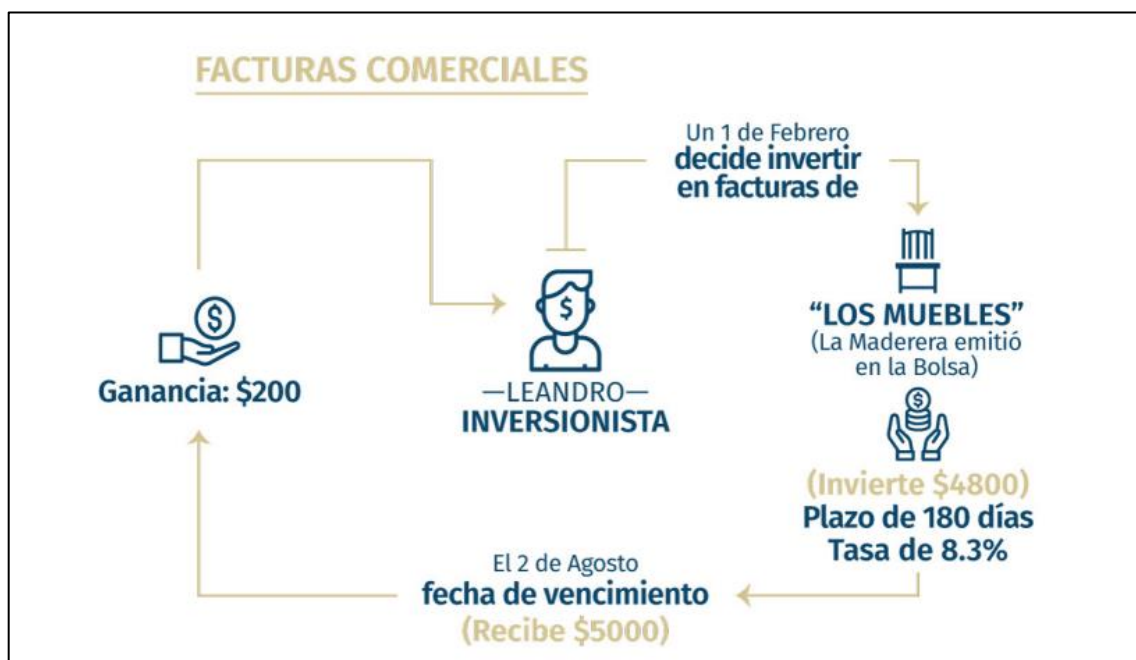 FACTURAS COMERCIALES
Un 1 de Febrero
decide invertir
en facturas de
“LOS MUEBLES”
(La Maderera emitió
en la Bolsa)
(Invierte $4800)
Plazo de 180 días
Tasa de 8.3%
El 2 de Agosto
fecha de vencimiento
(Recibe $5000)
$
Ganancia: $200
$
—LEANDRO—
INVERSIONISTA
$